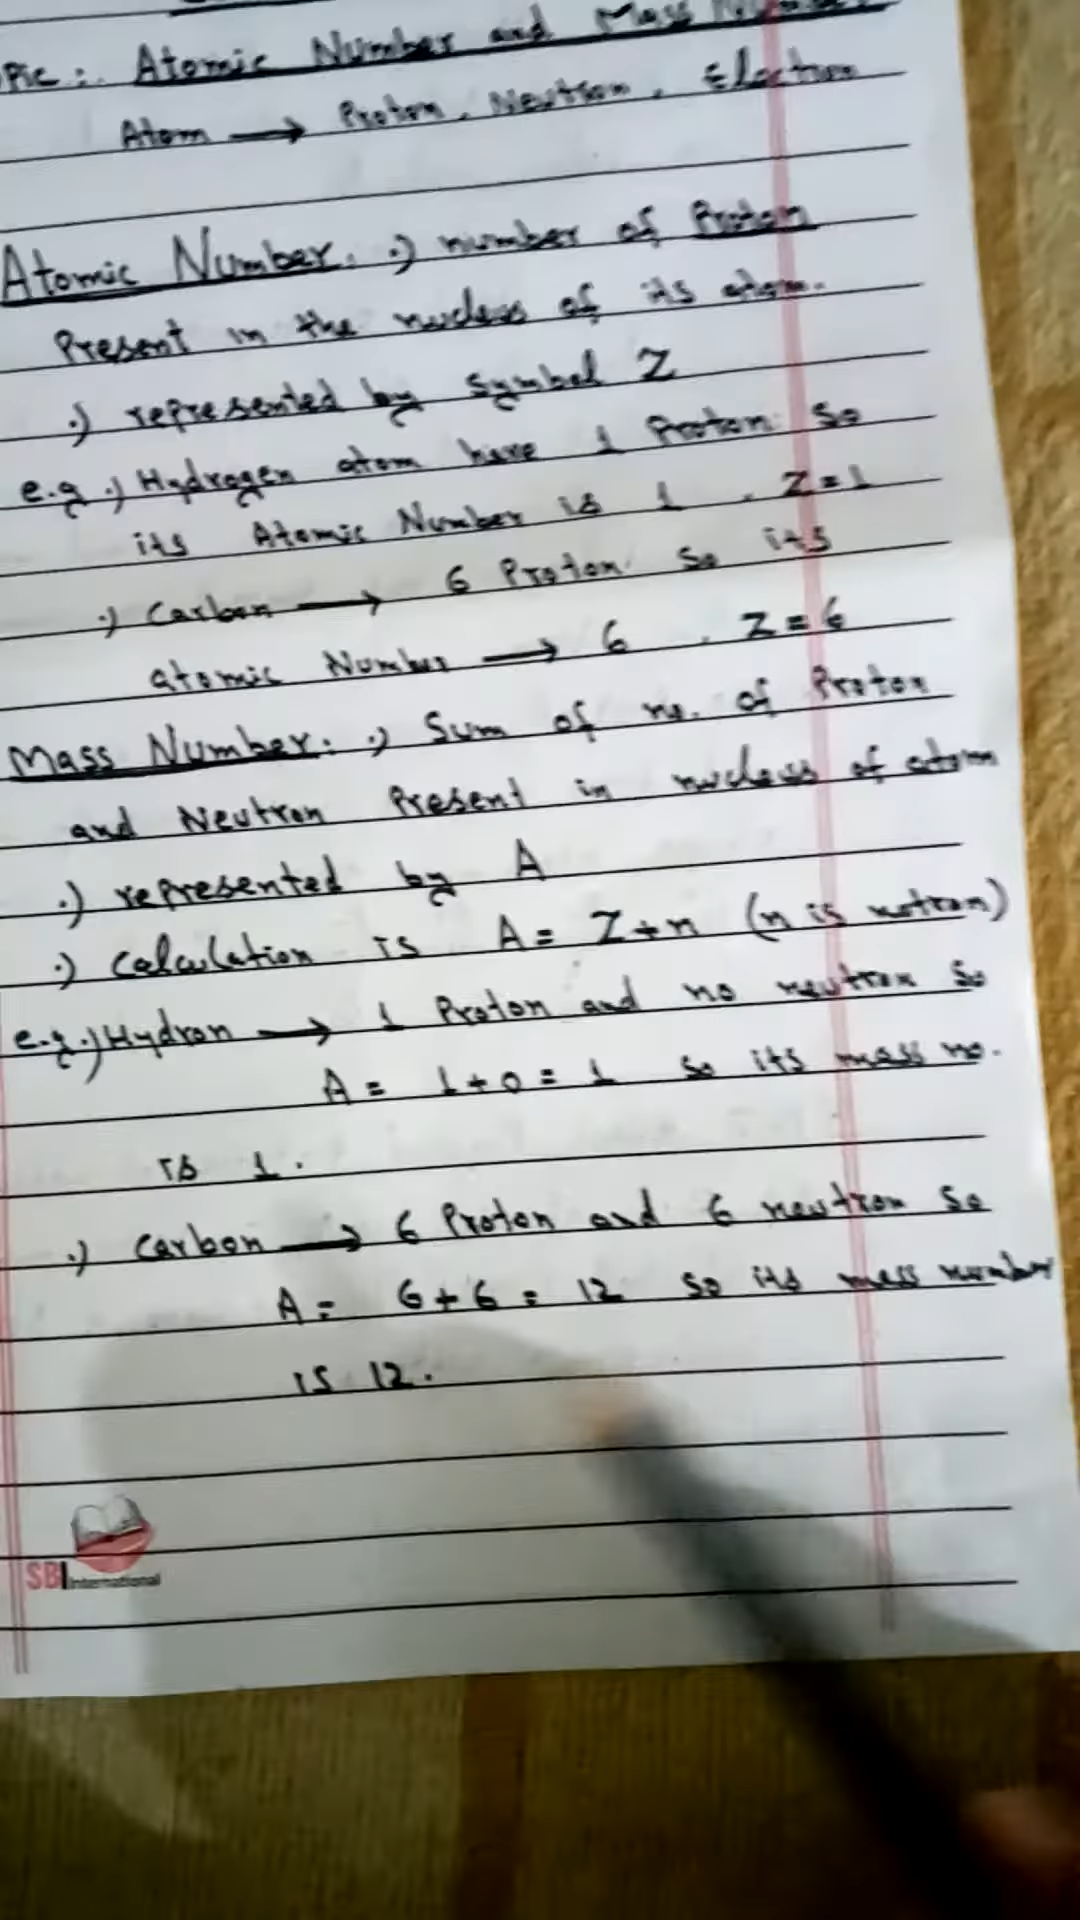 pic :. Atomic Number and Mass Number
Atom → Proton, Neutron, Electron
Atomic Number. .) number of Proton
Present in the nucleus of its atom.
.) represented by Symbol Z
e.g .) Hydrogen atom have 1 Proton. So
its Atomic Number is 1 . Z = 1
.) Carbon → 6 Proton. So its
atomic Number → 6 . Z = 6
Mass Number: .) Sum of no. of Proton
and Neutron Present in nucleus of atom
.) represented by A
.) Calculation is A = Z+n (n is notron)
e.g.) Hydron → 1 Proton and no neutron So
A = 1+0 = 1 so its mass no.
is 1.
.) Carbon → 6 Proton and 6 neutron So
A = 6+6 = 12 So its mass number
is 12.
SBI International